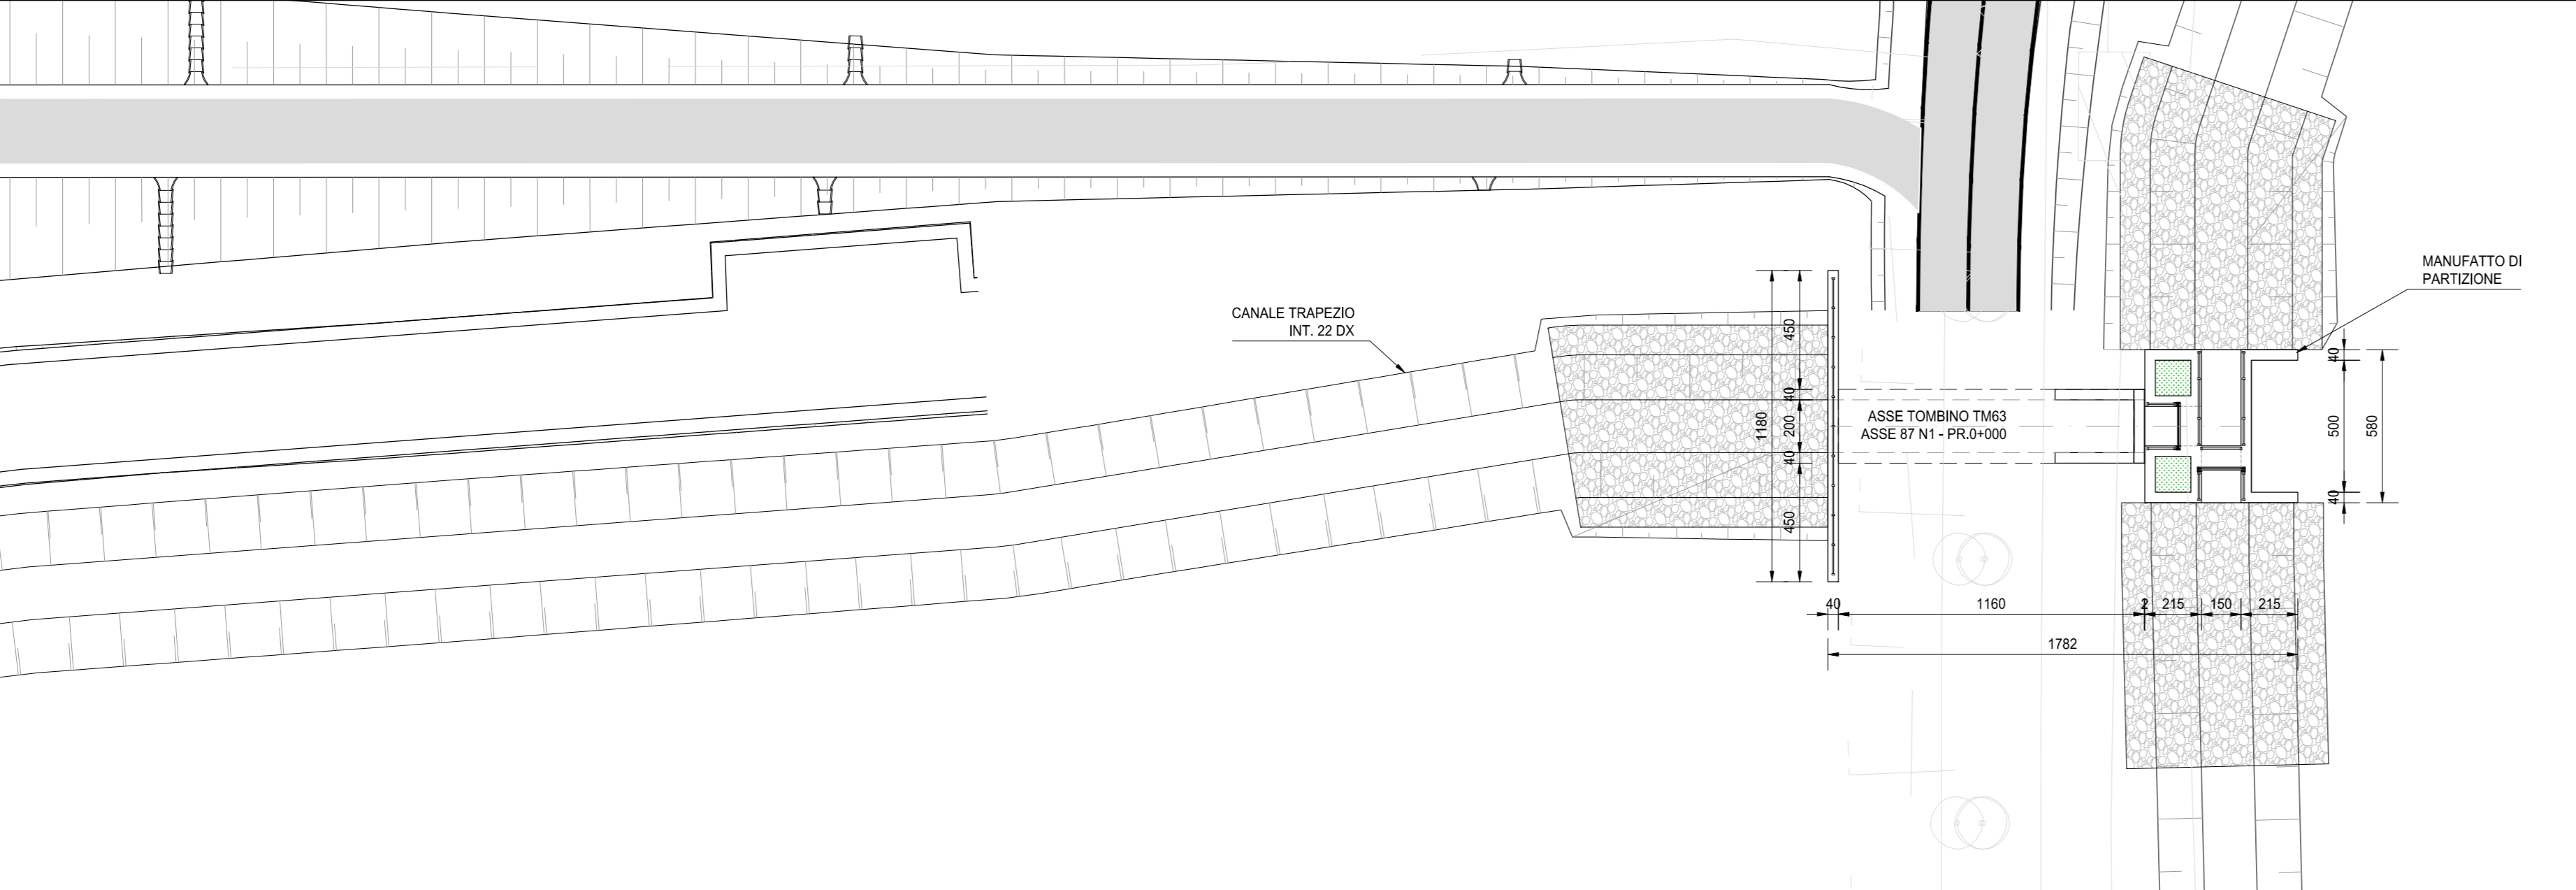 MANUFATTO DI
PARTIZIONE
CANALE TRAPEZIO
INT. 22 DX
450
40
200
40
450
1180
ASSE TOMBINO TM63
ASSE 87 N1 - PR.0+000
40
500
40
580
40
1160
2
215
150
215
1782